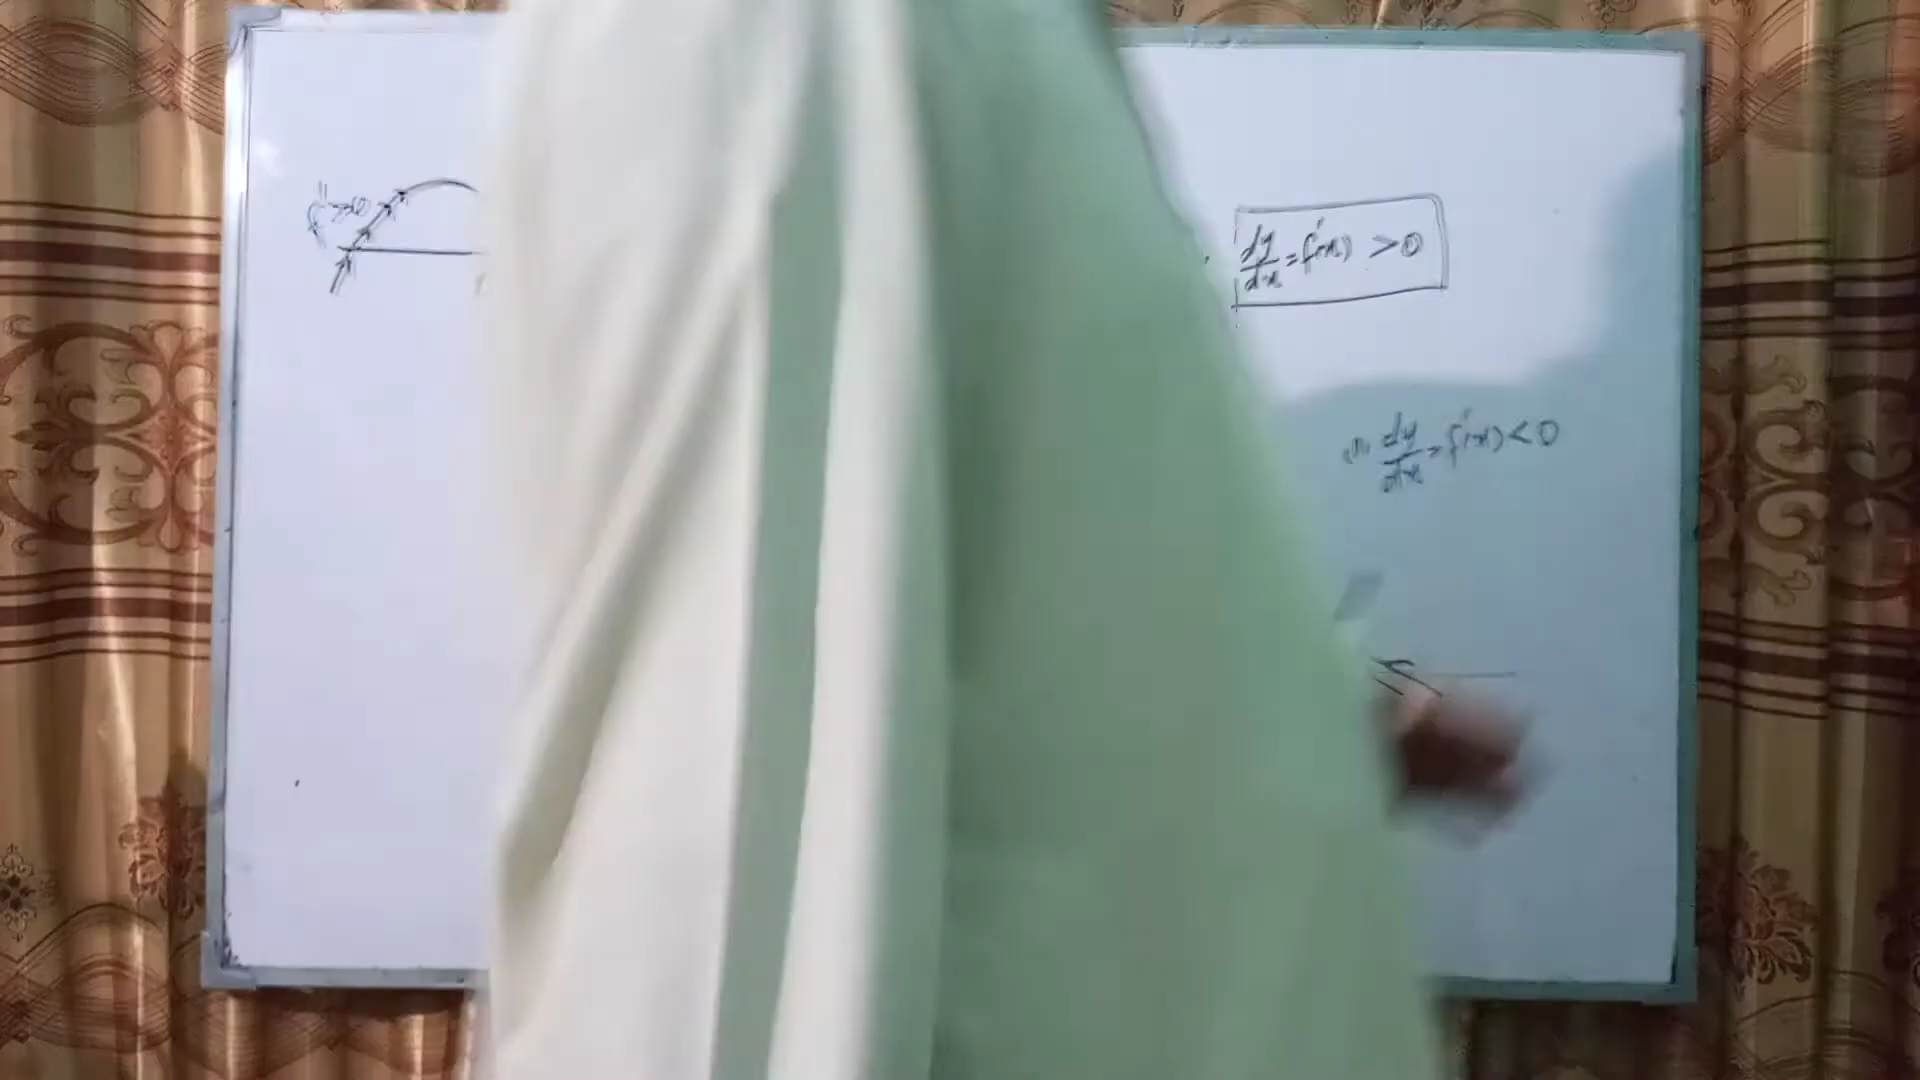 f'' > 0
dy/dx = f'(x) > 0
dy/dx = f'(x) < 0